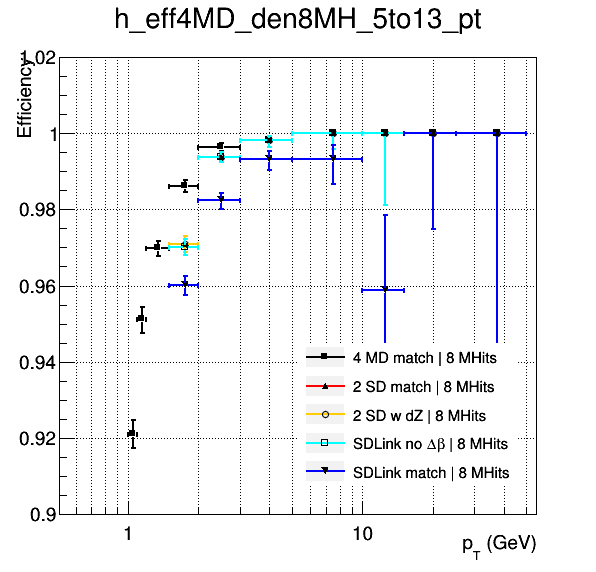 h_eff4MD_den8MH_5to13_pt
Efficiency
1.02
1
0.98
0.96
0.94
0.92
0.9
4 MD match | 8 MHits
2 SD match | 8 MHits
2 SD w dZ | 8 MHits
SDLink no Δβ | 8 MHits
SDLink match | 8 MHits
1
10
p_T (GeV)